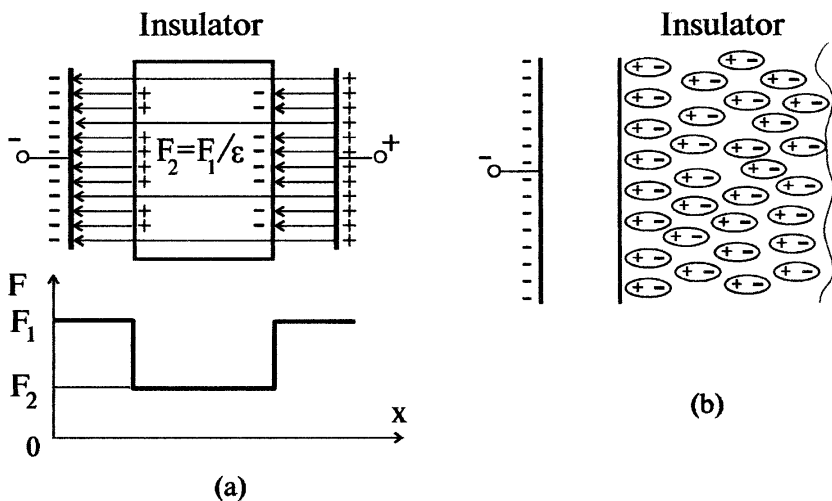 Insulator
F₂=F₁/ε
F
F₁
F₂
0
x
(a)
Insulator
(b)